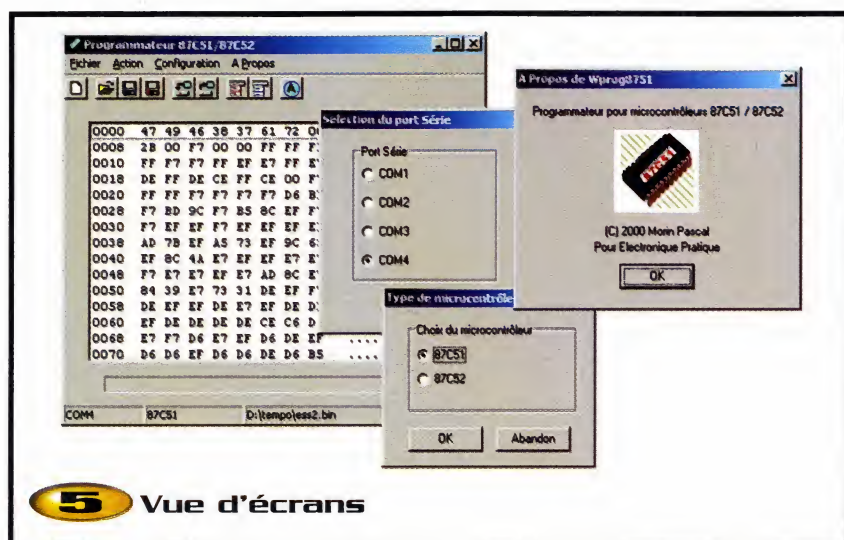 Programmateur 87C51/87C52
Fichier Action Configuration A Propos
0000 47 49 46 38 37 61 72
0008 2B 00 F7 00 00 FF FF
0010 FF F7 F7 FF EF E7 FF
0018 DE FF DE CE FF CE 00
0020 FF FF F7 F7 F7 F7 D6
0028 F7 BD 9C F7 B5 8C EF
0030 F7 EF EF F7 EF EF EF
0038 AD 7B EF A5 73 EF 9C
0040 EF 8C 4A E7 EF EF E7
0048 F7 E7 E7 EF E7 AD 8C
0050 84 39 E7 73 31 DE EF
0058 DE EF EF DE E7 EF DE
0060 EF DE DE DE DE CE C6
0068 E7 F7 D6 E7 EF D6 DE EF
0070 D6 D6 EF D6 D6 DE D6 B5 ....
COM4 87C51 D:\tempo\ess2.bin
Selection du port Série
Port Série
COM1
COM2
COM3
COM4
Type de microcontrôle
Choix du microcontrôleur
87C51
87C52
OK Abandon
A Propos de Wprog8751
Programmateur pour microcontrôleurs 87C51 / 87C52
87C51
(C) 2000 Morin Pascal
Pour Electronique Pratique
OK
5 Vue d'écrans